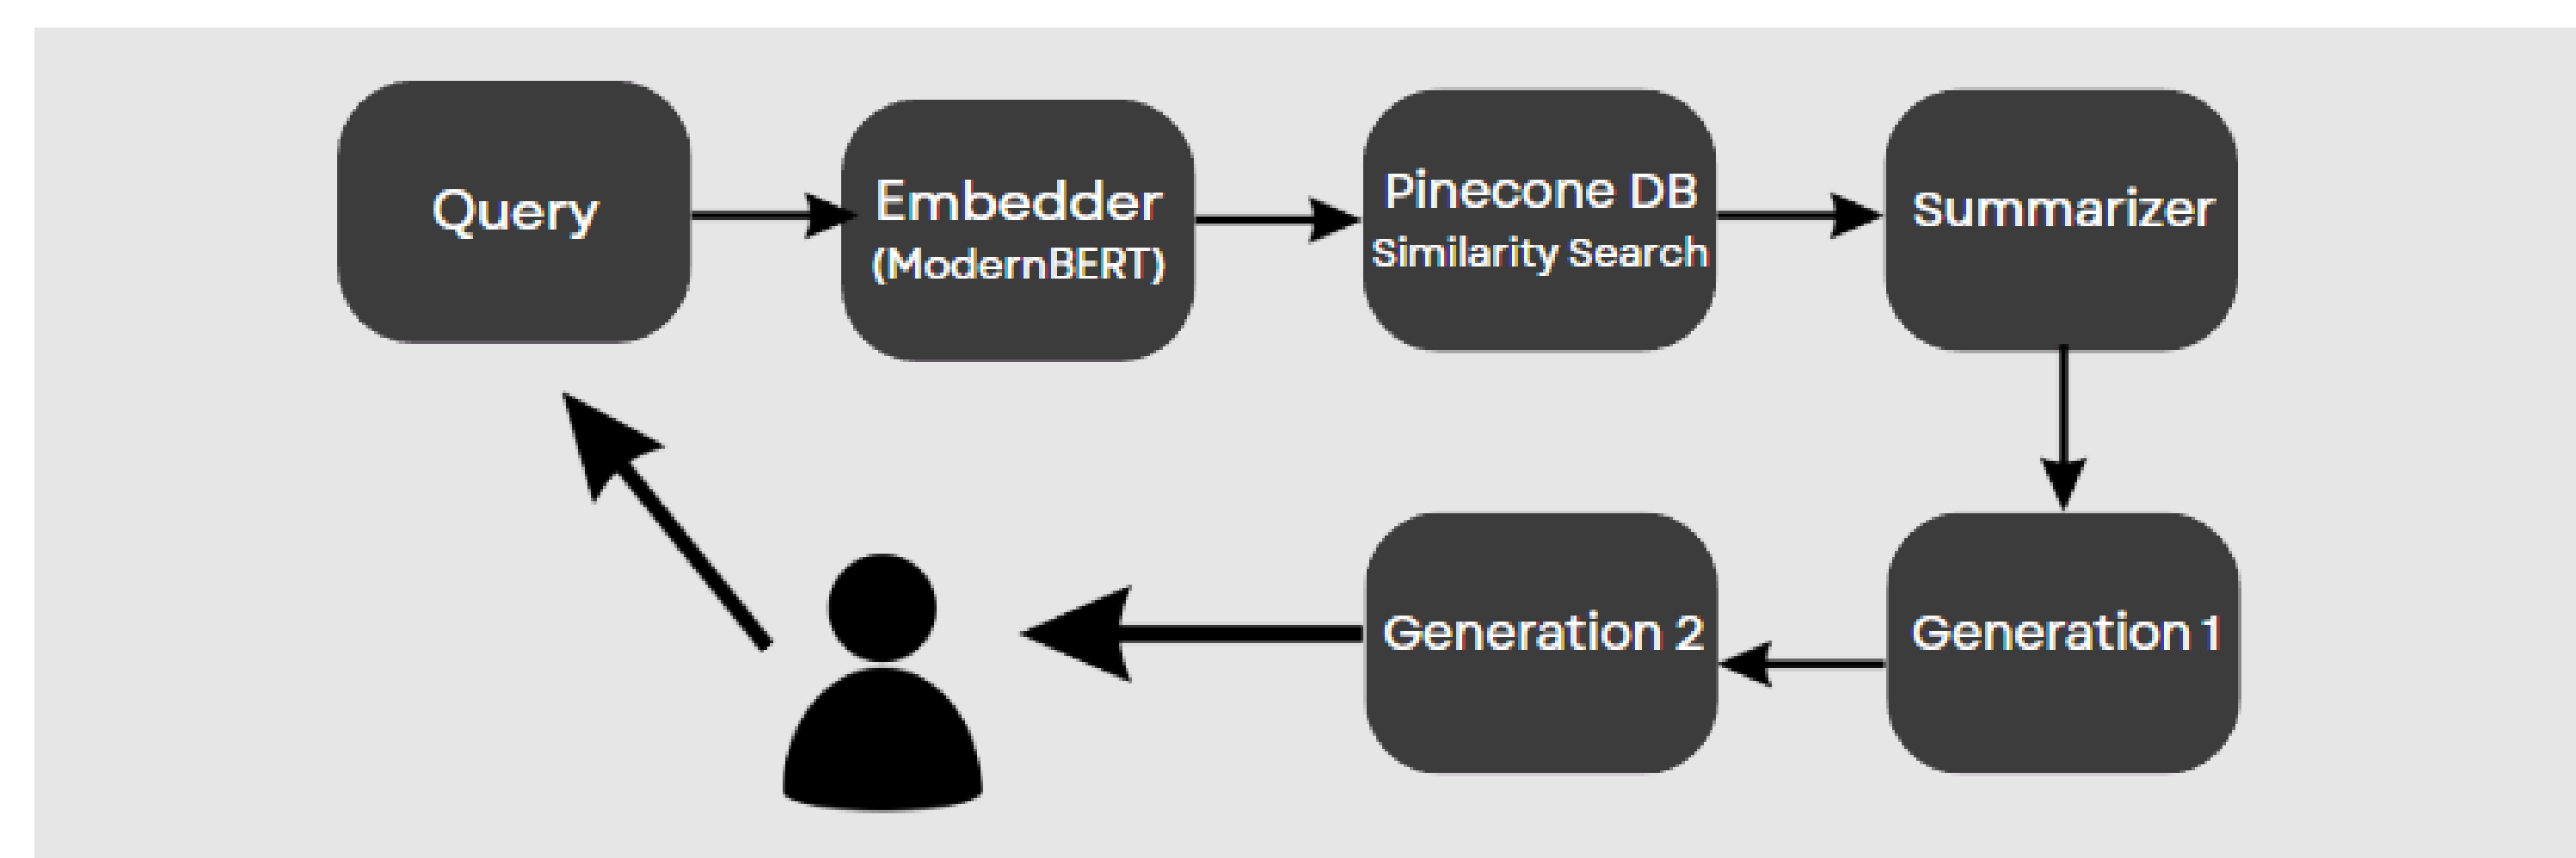 Query
Embedder
(ModernBERT)
Pinecone DB
Similarity Search
Summarizer
Generation 2
Generation 1